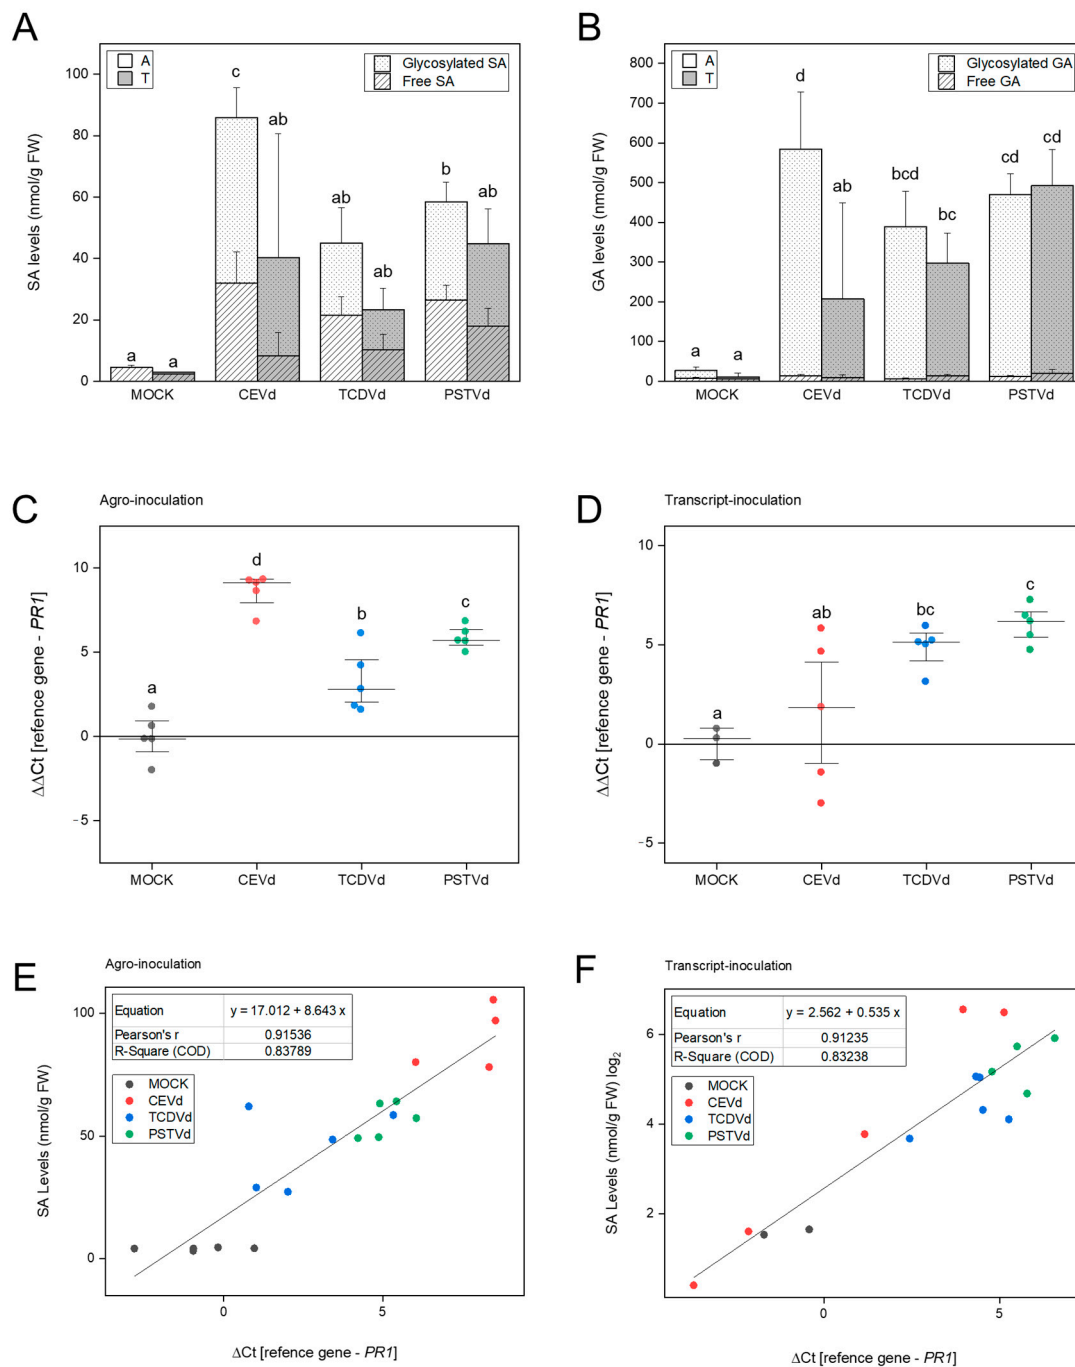 A
B
A
T
Glycosylated SA
Free SA
A
T
Glycosylated GA
Free GA
SA levels (nmol/g FW)
100
80
60
40
20
0
a
a
c
ab
ab
ab
b
ab
MOCK
CEVd
TCDVd
PSTVd
GA levels (nmol/g FW)
800
700
600
500
400
300
200
100
0
a
a
d
ab
bcd
bc
cd
cd
MOCK
CEVd
TCDVd
PSTVd
C
Agro-inoculation
ΔΔCt [refence gene - PR1]
10
5
0
−5
a
d
b
c
MOCK
CEVd
TCDVd
PSTVd
D
Transcript-inoculation
ΔΔCt [refence gene - PR1]
10
5
0
−5
a
ab
bc
c
MOCK
CEVd
TCDVd
PSTVd
E
Agro-inoculation
Equation y = 17.012 + 8.643 x
Pearson's r 0.91536
R-Square (COD) 0.83789
MOCK
CEVd
TCDVd
PSTVd
SA Levels (nmol/g FW)
100
50
0
0
5
ΔCt [refence gene - PR1]
F
Transcript-inoculation
Equation y = 2.562 + 0.535 x
Pearson's r 0.91235
R-Square (COD) 0.83238
MOCK
CEVd
TCDVd
PSTVd
SA Levels (nmol/g FW) log₂
6
4
2
0
5
ΔCt [refence gene - PR1]